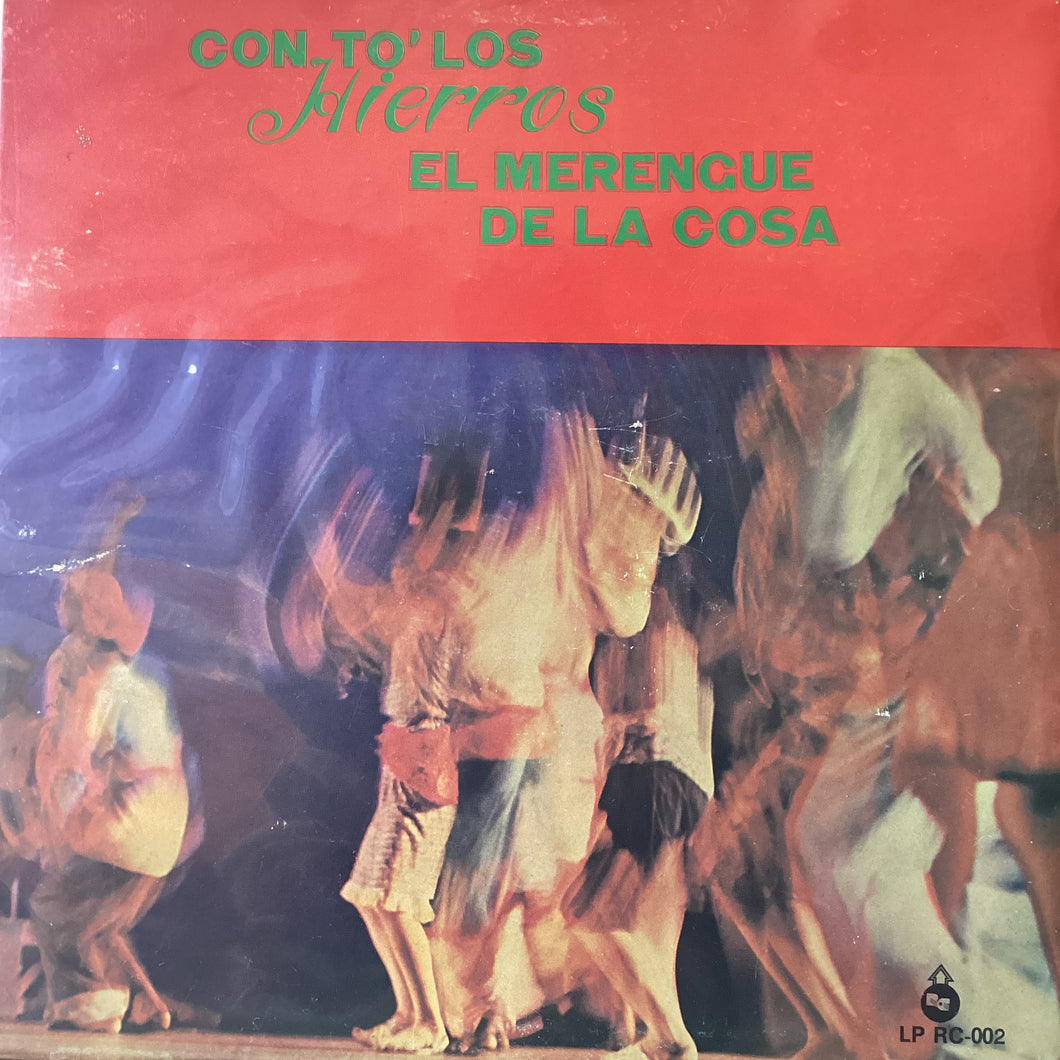 CON TO' LOS
Hierros
EL MERENGUE
DE LA COSA
LP RC-002